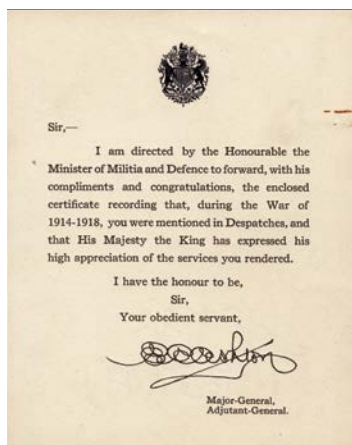 Sir,—
I am directed by the Honourable the
Minister of Militia and Defence to forward, with his
compliments and congratulations, the enclosed
certificate recording that, during the War of
1914-1918, you were mentioned in Despatches, and
that His Majesty the King has expressed his
high appreciation of the services you rendered.
I have the honour to be,
Sir,
Your obedient servant,
Major-General,
Adjutant-General.